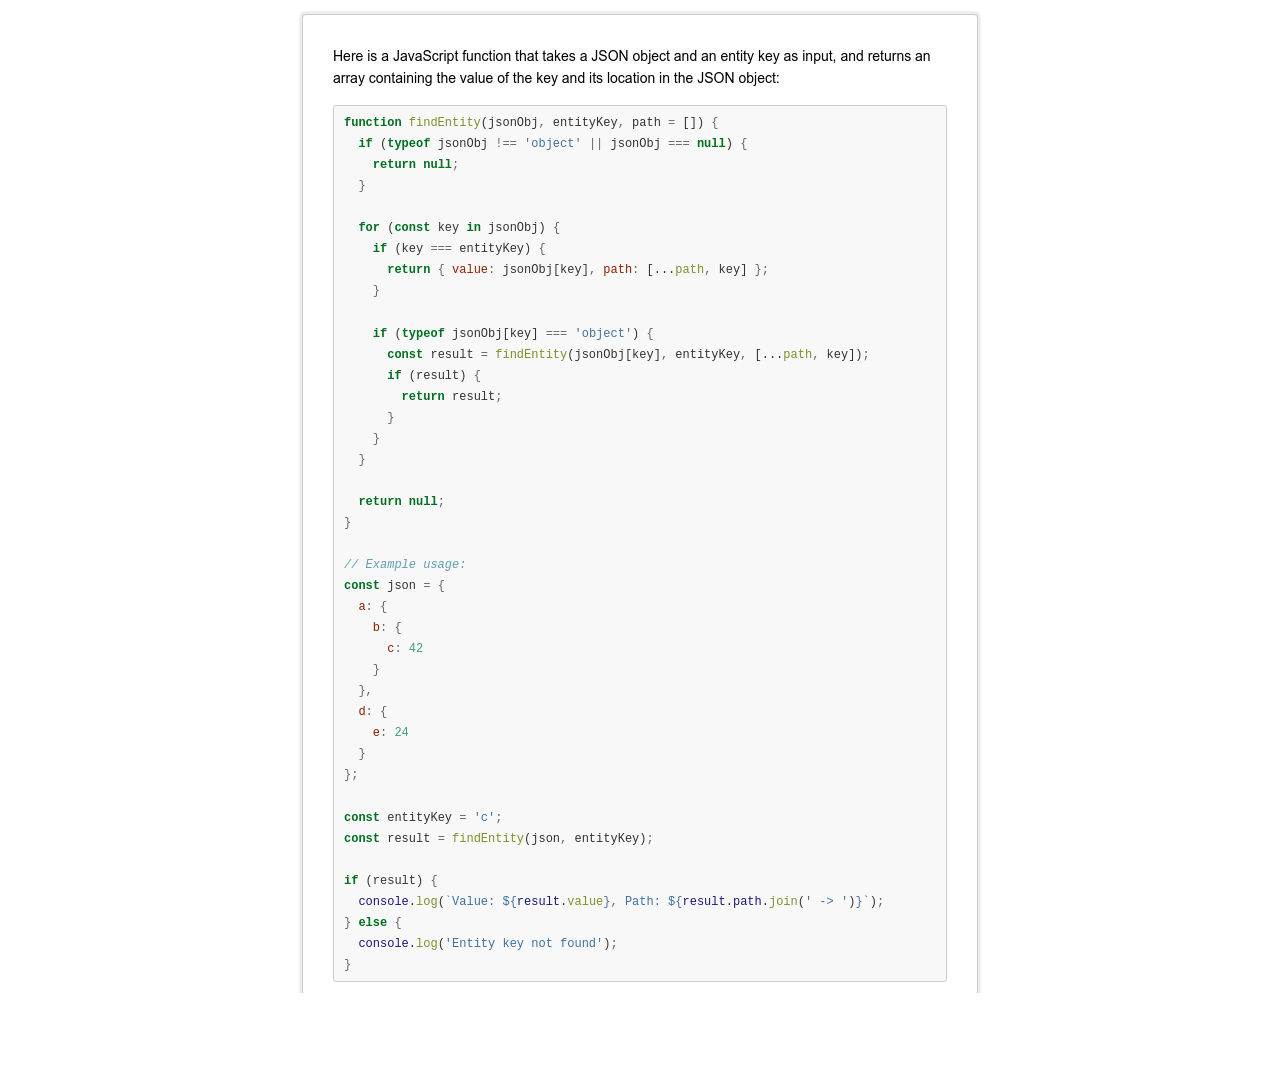 Here is a JavaScript function that takes a JSON object and an entity key as input, and returns an
array containing the value of the key and its location in the JSON object:
function findEntity(jsonObj, entityKey, path = []) {
  if (typeof jsonObj !== 'object' || jsonObj === null) {
    return null;
  }

  for (const key in jsonObj) {
    if (key === entityKey) {
      return { value: jsonObj[key], path: [...path, key] };
    }

    if (typeof jsonObj[key] === 'object') {
      const result = findEntity(jsonObj[key], entityKey, [...path, key]);
      if (result) {
        return result;
      }
    }
  }

  return null;
}

// Example usage:
const json = {
  a: {
    b: {
      c: 42
    }
  },
  d: {
    e: 24
  }
};

const entityKey = 'c';
const result = findEntity(json, entityKey);

if (result) {
  console.log(`Value: ${result.value}, Path: ${result.path.join(' -> ')}`);
} else {
  console.log('Entity key not found');
}